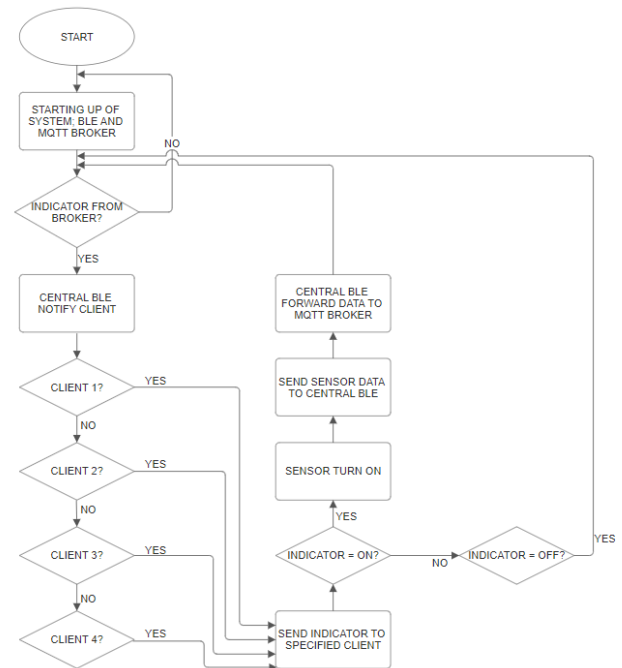 START
STARTING UP OF
SYSTEM; BLE AND
MQTT BROKER
NO
INDICATOR FROM
BROKER?
YES
CENTRAL BLE
NOTIFY CLIENT
CENTRAL BLE
FORWARD DATA TO
MQTT BROKER
CLIENT 1?
YES
NO
SEND SENSOR DATA
TO CENTRAL BLE
CLIENT 2?
YES
NO
SENSOR TURN ON
YES
CLIENT 3?
YES
NO
INDICATOR = ON?
NO
INDICATOR = OFF?
YES
CLIENT 4?
YES
SEND INDICATOR TO
SPECIFIED CLIENT